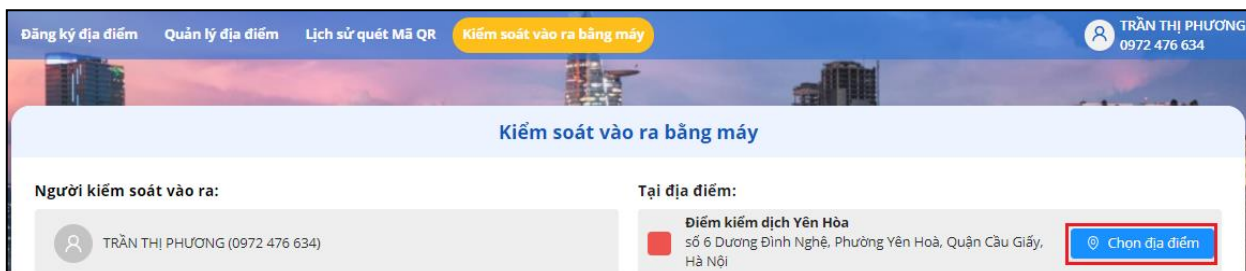 Đăng ký địa điểm Quản lý địa điểm Lịch sử quét Mã QR Kiểm soát vào ra bằng máy
TRẦN THỊ PHƯƠNG
0972 476 634
Kiểm soát vào ra bằng máy
Người kiểm soát vào ra:
TRẦN THỊ PHƯƠNG (0972 476 634)
Tại địa điểm:
Điểm kiểm dịch Yên Hòa
số 6 Dương Đình Nghệ, Phường Yên Hoà, Quận Cầu Giấy,
Hà Nội
Chọn địa điểm